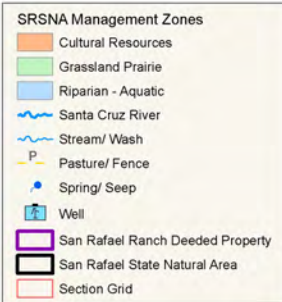 SRSNA Management Zones
Cultural Resources
Grassland Prairie
Riparian - Aquatic
Santa Cruz River
Stream/ Wash
P
Pasture/ Fence
Spring/ Seep
Well
San Rafael Ranch Deeded Property
San Rafael State Natural Area
Section Grid